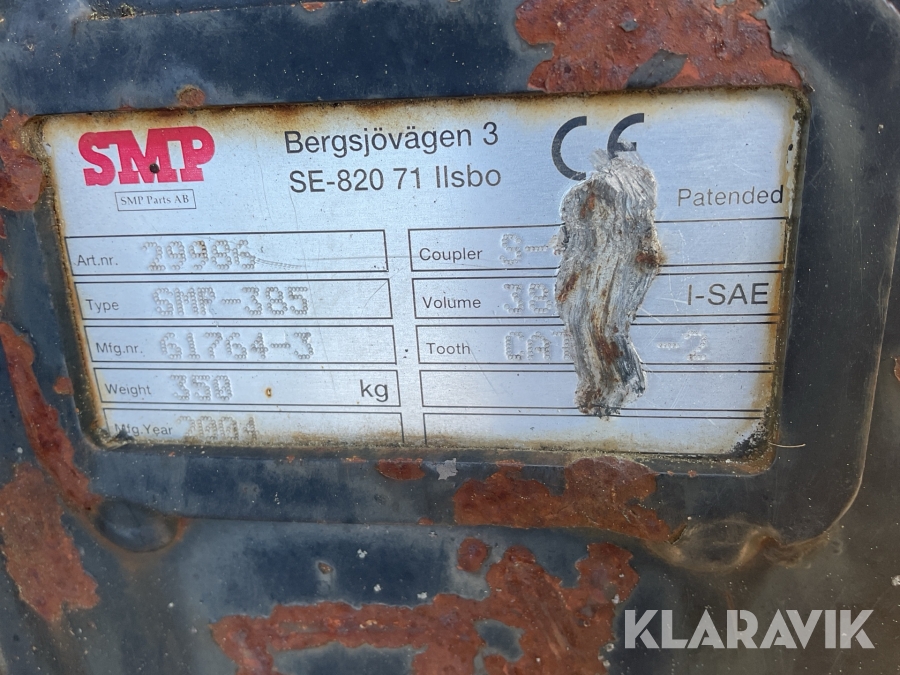 SMP
SMP Parts AB
Bergsjövägen 3
SE-820 71 Ilsbo
CE
Patended
Art.nr. 29986
Type SMP-385
Mfg.nr. 61764-3
Weight 350 kg
Mfg.Year 2004
Coupler
Volume I-SAE
Tooth
KLARAVIK